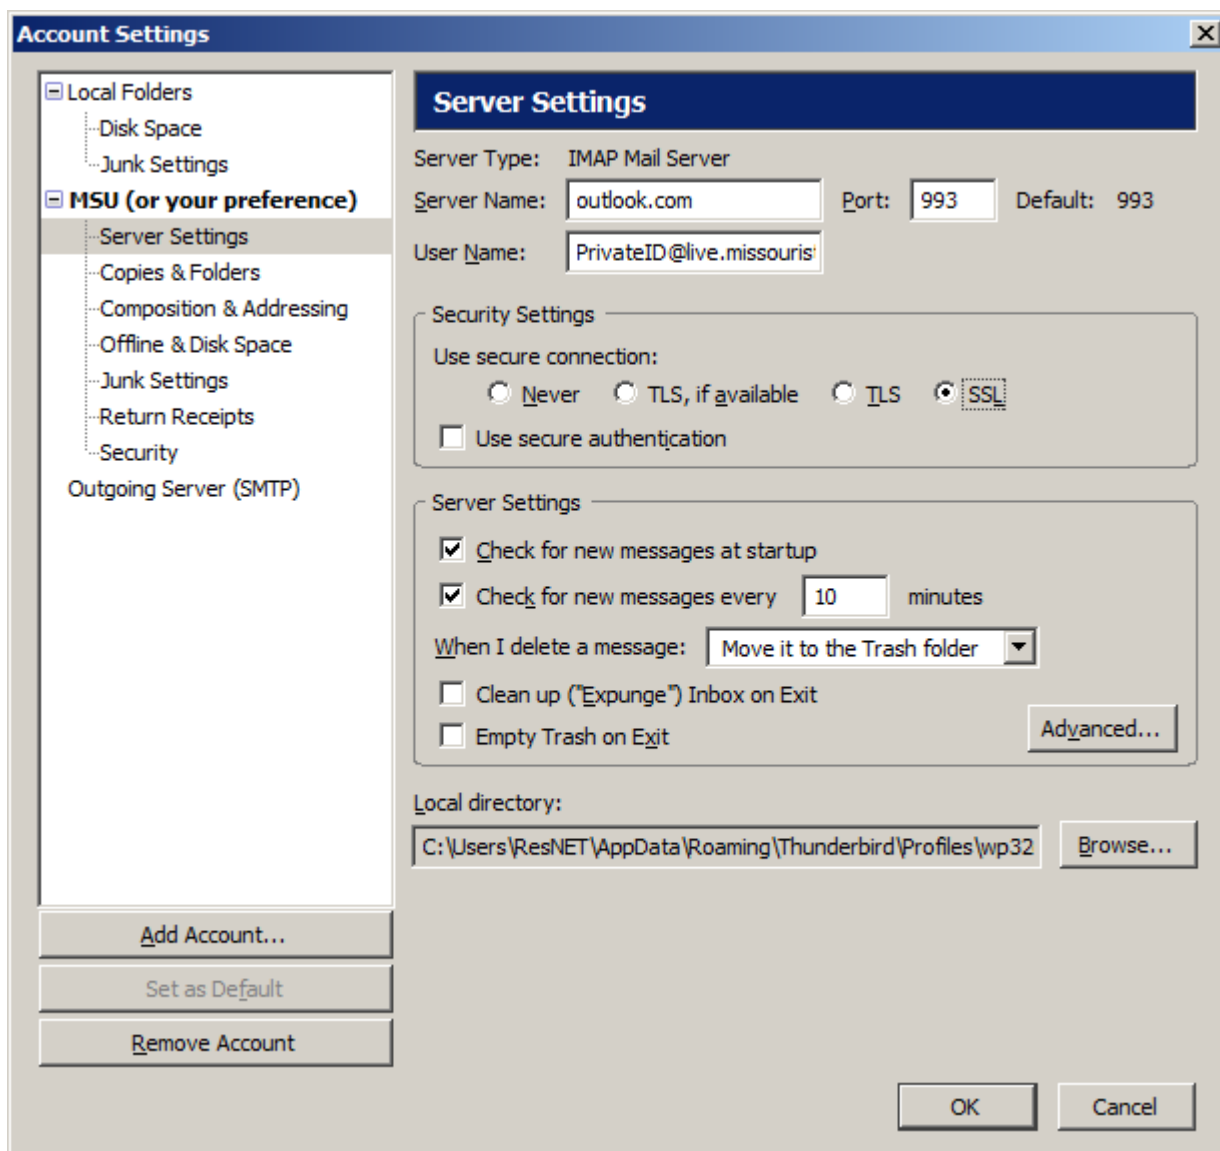 Account Settings
Local Folders
Disk Space
Junk Settings
MSU (or your preference)
Server Settings
Copies & Folders
Composition & Addressing
Offline & Disk Space
Junk Settings
Return Receipts
Security
Outgoing Server (SMTP)
Add Account...
Set as Default
Remove Account
Server Settings
Server Type: IMAP Mail Server
Server Name: outlook.com Port: 993 Default: 993
User Name: PrivateID@live.missourist
Security Settings
Use secure connection:
Never TLS, if available TLS SSL
Use secure authentication
Server Settings
Check for new messages at startup
Check for new messages every 10 minutes
When I delete a message: Move it to the Trash folder
Clean up ("Expunge") Inbox on Exit
Empty Trash on Exit
Advanced...
Local directory:
C:\Users\ResNET\AppData\Roaming\Thunderbird\Profiles\wp32 Browse...
OK Cancel